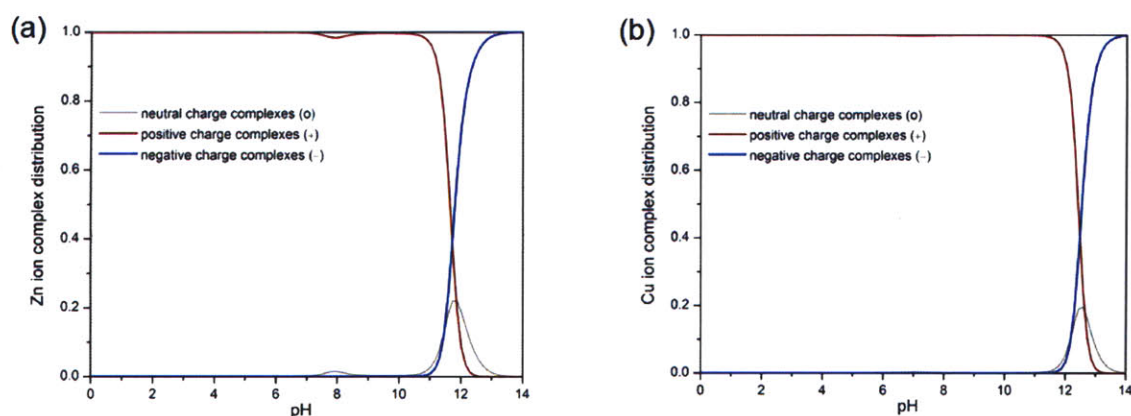 (a)
Zn ion complex distribution
1.0
0.8
0.6
0.4
0.2
0.0
neutral charge complexes (o)
positive charge complexes (+)
negative charge complexes (−)
0 2 4 6 8 10 12 14
pH
(b)
Cu ion complex distribution
1.0
0.8
0.6
0.4
0.2
0.0
neutral charge complexes (o)
positive charge complexes (+)
negative charge complexes (−)
0 2 4 6 8 10 12 14
pH